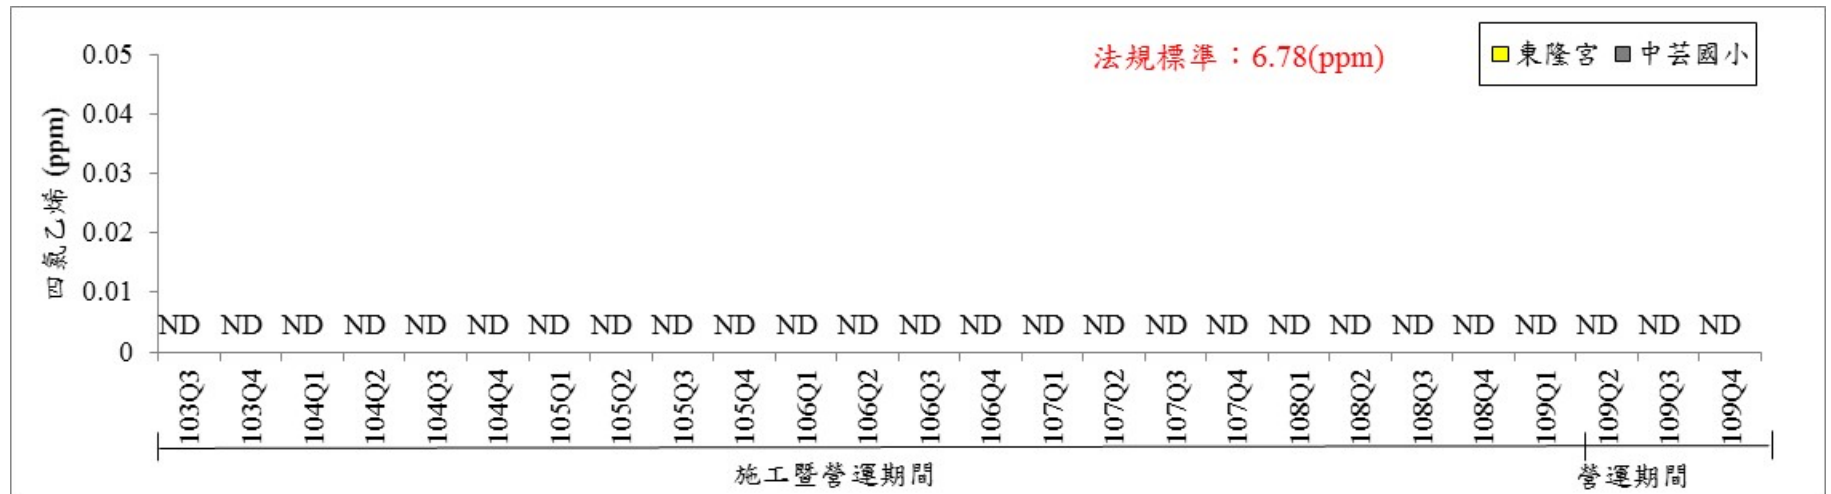 法規標準：6.78(ppm)
東隆宮 中芸國小
四氯乙烯 (ppm)
0.05
0.04
0.03
0.02
0.01
0
ND ND ND ND ND ND ND ND ND ND ND ND ND ND ND ND ND ND ND ND ND ND ND ND ND ND
103Q3 103Q4 104Q1 104Q2 104Q3 104Q4 105Q1 105Q2 105Q3 105Q4 106Q1 106Q2 106Q3 106Q4 107Q1 107Q2 107Q3 107Q4 108Q1 108Q2 108Q3 108Q4 109Q1 109Q2 109Q3 109Q4
施工暨營運期間 營運期間